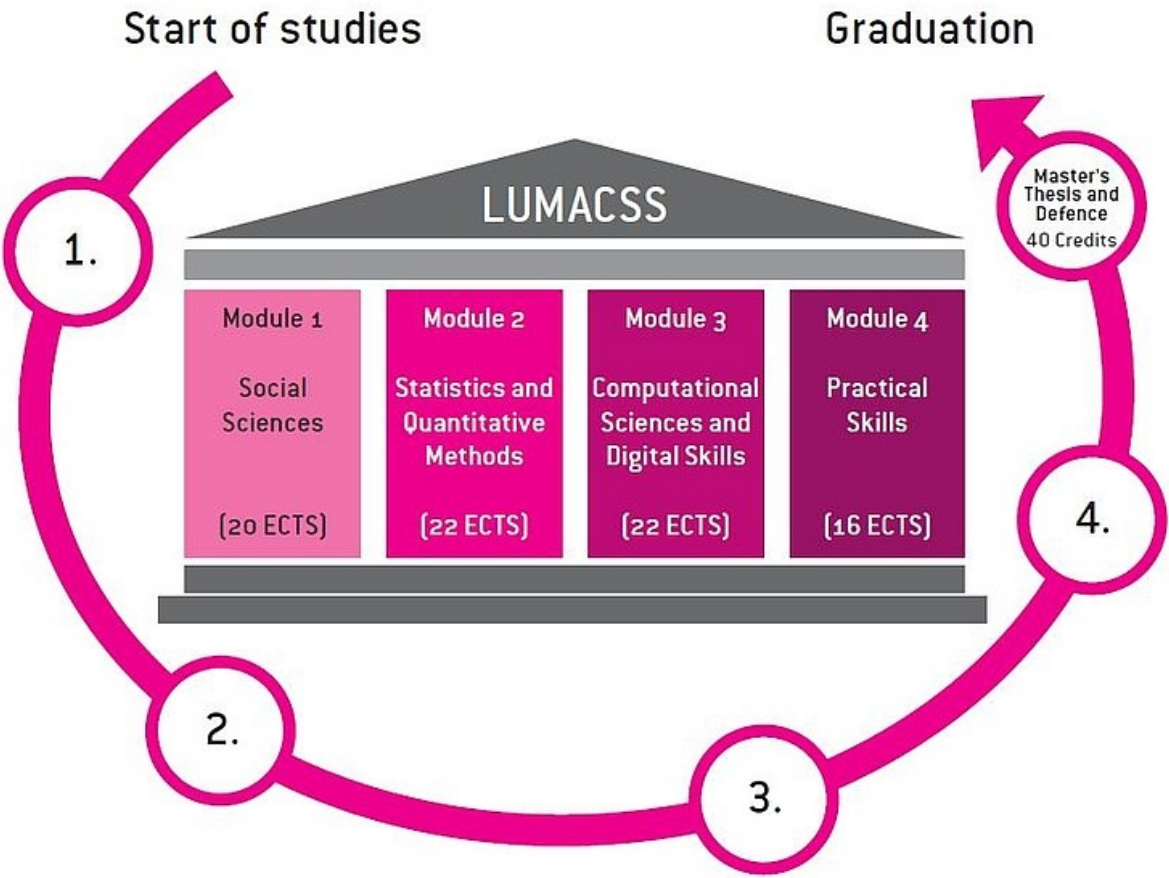 Start of studies
Graduation
1.
LUMACSS
Master's
Thesis and
Defence
40 Credits
Module 1
Social
Sciences
(20 ECTS)
Module 2
Statistics and
Quantitative
Methods
(22 ECTS)
Module 3
Computational
Sciences and
Digital Skills
(22 ECTS)
Module 4
Practical
Skills
(16 ECTS)
2.
3.
4.